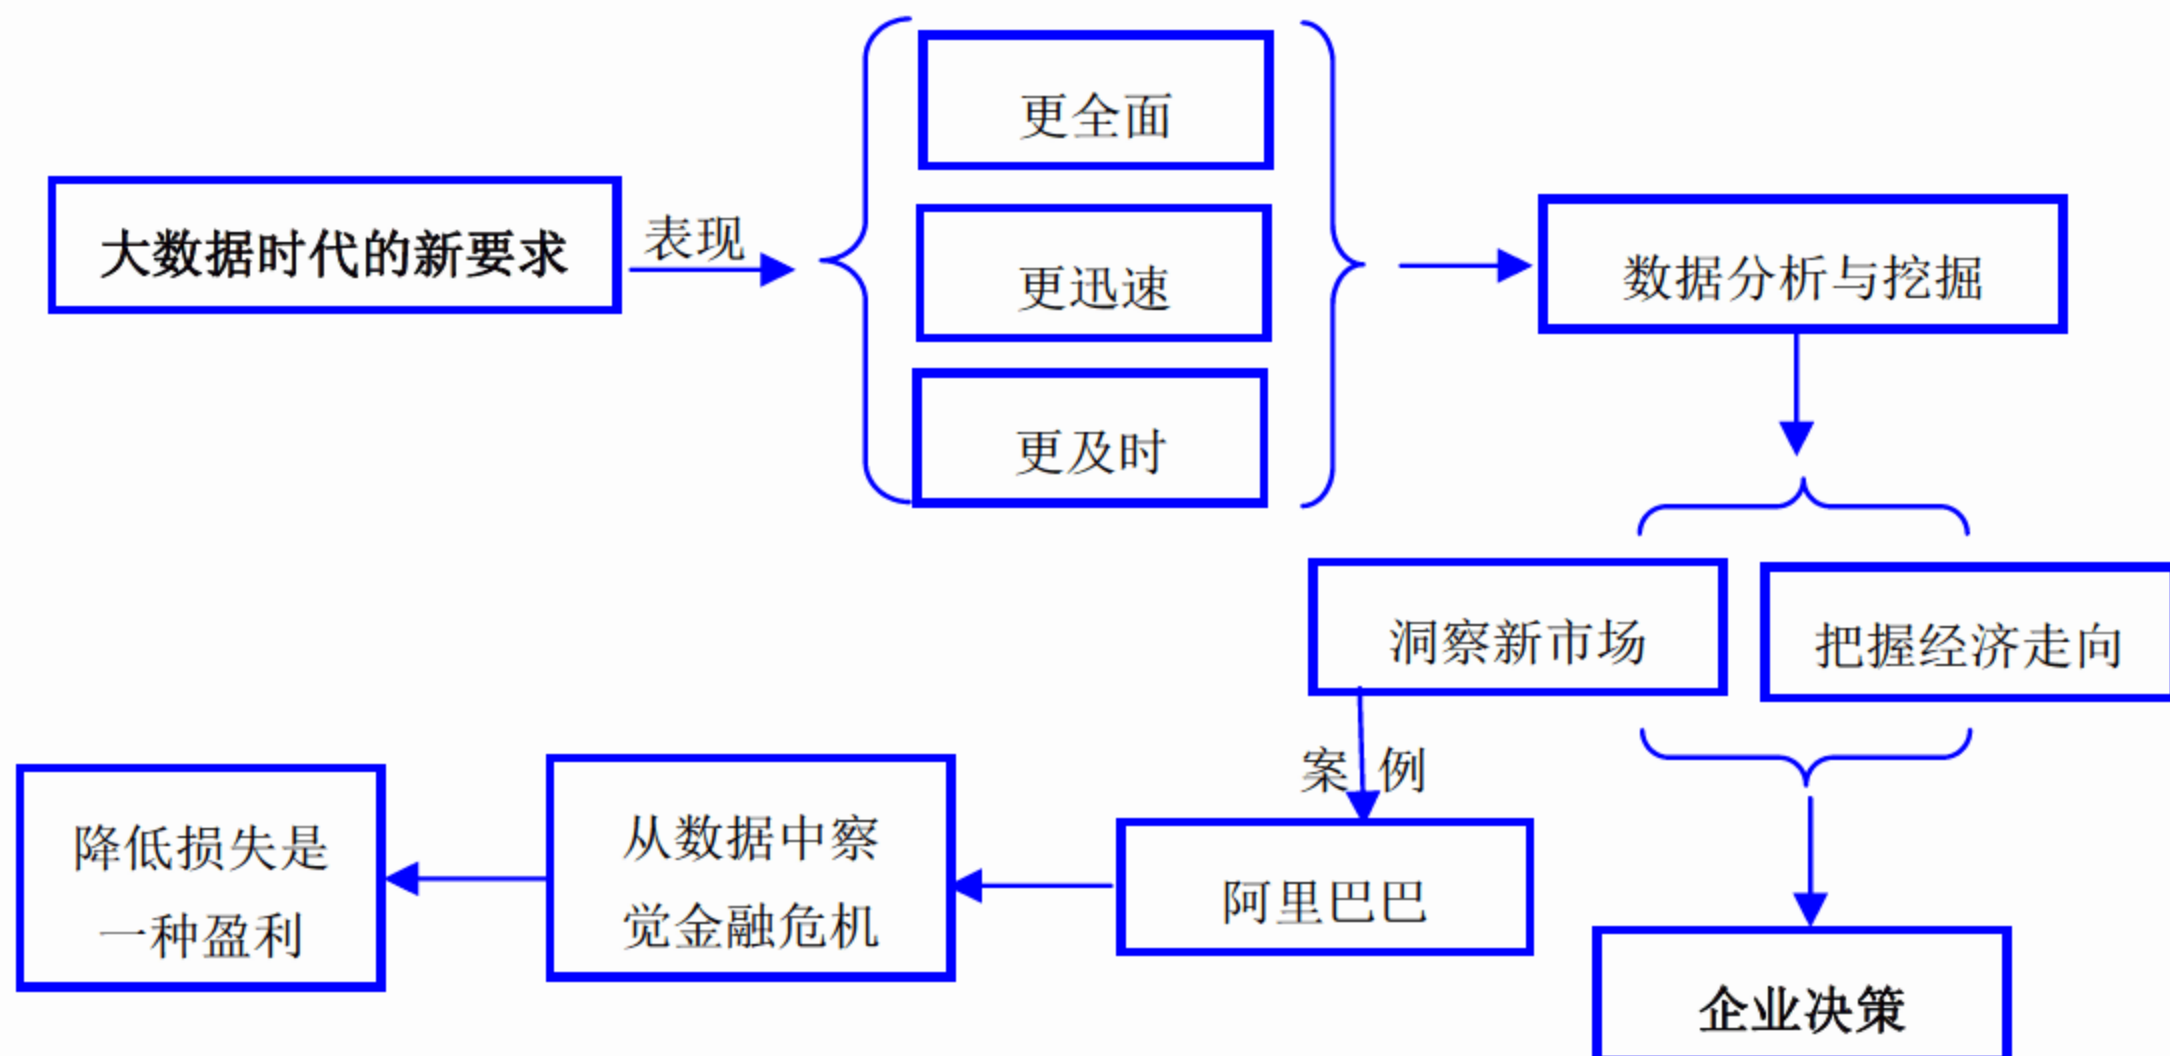 更全面
大数据时代的新要求
表现
更迅速
数据分析与挖掘
更及时
洞察新市场
把握经济走向
案 例
阿里巴巴
从数据中察
觉金融危机
降低损失是
一种盈利
企业决策